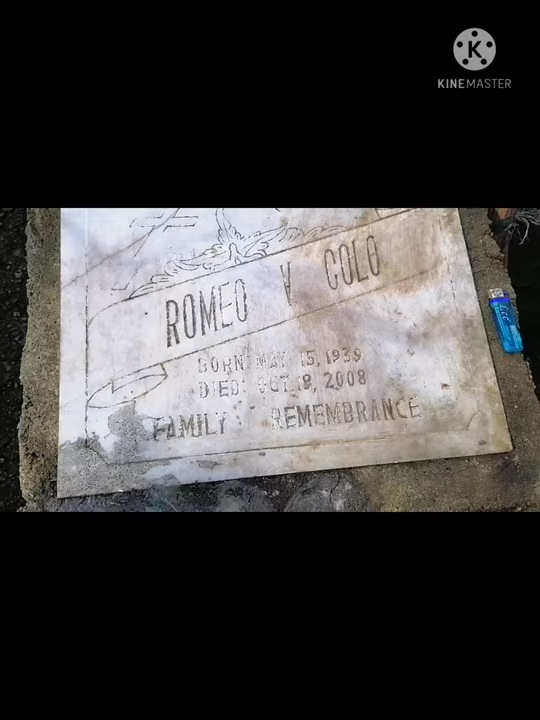 K
KINEMASTER
ROMEO V COLO
BORN MAY 15, 1939
DIED: OCT. 18, 2008
FAMILY REMEMBRANCE